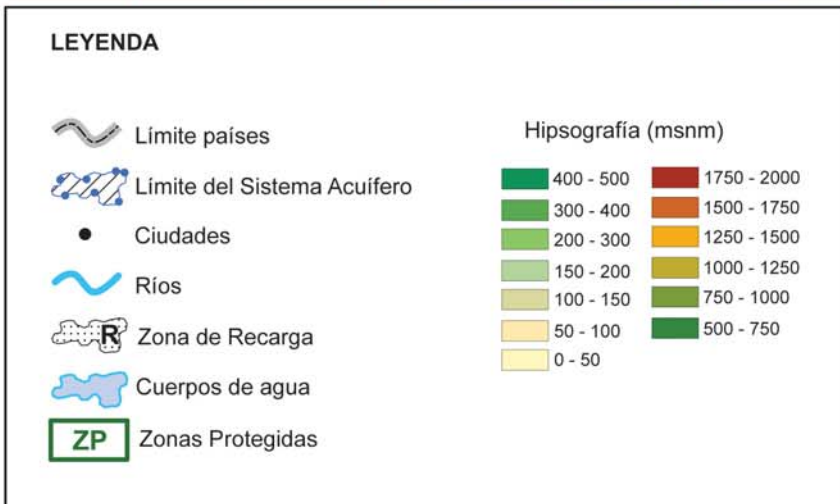 LEYENDA
Límite países
Límite del Sistema Acuífero
Ciudades
Ríos
R Zona de Recarga
Cuerpos de agua
ZP Zonas Protegidas
Hipsografía (msnm)
400 - 500
300 - 400
200 - 300
150 - 200
100 - 150
50 - 100
0 - 50
1750 - 2000
1500 - 1750
1250 - 1500
1000 - 1250
750 - 1000
500 - 750